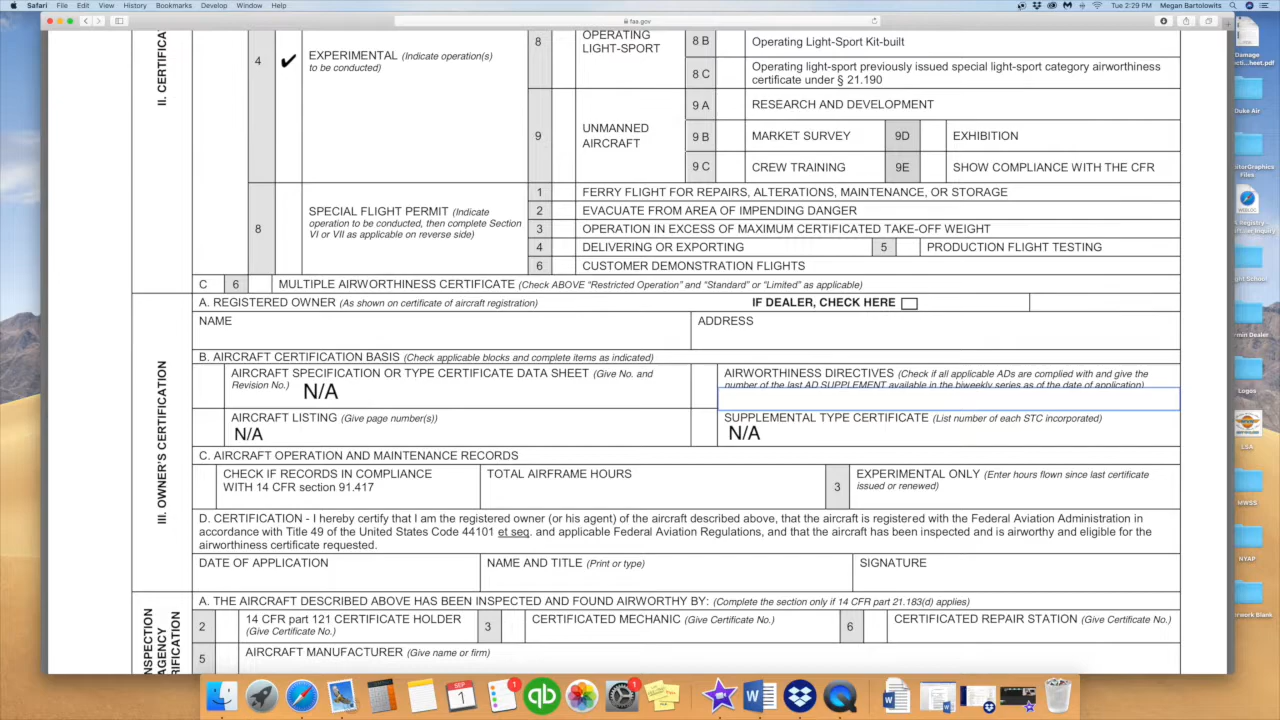 Safari File Edit View History Bookmarks Develop Window Help
Tue 2:29 PM Megan Bartolowits
faa.gov
II. CERTIFICA
4 ✔ EXPERIMENTAL (Indicate operation(s)
to be conducted)
8 OPERATING
LIGHT-SPORT
8 B Operating Light-Sport Kit-built
8 C Operating light-sport previously issued special light-sport category airworthiness
certificate under § 21.190
9 UNMANNED
AIRCRAFT
9 A RESEARCH AND DEVELOPMENT
9 B MARKET SURVEY 9D EXHIBITION
9 C CREW TRAINING 9E SHOW COMPLIANCE WITH THE CFR
8 SPECIAL FLIGHT PERMIT (Indicate
operation to be conducted, then complete Section
VI or VII as applicable on reverse side)
1 FERRY FLIGHT FOR REPAIRS, ALTERATIONS, MAINTENANCE, OR STORAGE
2 EVACUATE FROM AREA OF IMPENDING DANGER
3 OPERATION IN EXCESS OF MAXIMUM CERTIFICATED TAKE-OFF WEIGHT
4 DELIVERING OR EXPORTING 5 PRODUCTION FLIGHT TESTING
6 CUSTOMER DEMONSTRATION FLIGHTS
C 6 MULTIPLE AIRWORTHINESS CERTIFICATE (Check ABOVE “Restricted Operation” and “Standard” or “Limited” as applicable)
III. OWNER'S CERTIFICATION
A. REGISTERED OWNER (As shown on certificate of aircraft registration) IF DEALER, CHECK HERE
NAME ADDRESS
B. AIRCRAFT CERTIFICATION BASIS (Check applicable blocks and complete items as indicated)
AIRCRAFT SPECIFICATION OR TYPE CERTIFICATE DATA SHEET (Give No. and
Revision No.) N/A
AIRWORTHINESS DIRECTIVES (Check if all applicable ADs are complied with and give the
number of the last AD SUPPLEMENT available in the biweekly series as of the date of application)
AIRCRAFT LISTING (Give page number(s))
N/A
SUPPLEMENTAL TYPE CERTIFICATE (List number of each STC incorporated)
N/A
C. AIRCRAFT OPERATION AND MAINTENANCE RECORDS
CHECK IF RECORDS IN COMPLIANCE
WITH 14 CFR section 91.417
TOTAL AIRFRAME HOURS
3 EXPERIMENTAL ONLY (Enter hours flown since last certificate
issued or renewed)
D. CERTIFICATION - I hereby certify that I am the registered owner (or his agent) of the aircraft described above, that the aircraft is registered with the Federal Aviation Administration in
accordance with Title 49 of the United States Code 44101 et seq. and applicable Federal Aviation Regulations, and that the aircraft has been inspected and is airworthy and eligible for the
airworthiness certificate requested.
DATE OF APPLICATION NAME AND TITLE (Print or type) SIGNATURE
INSPECTION
AGENCY
RIFICATION
A. THE AIRCRAFT DESCRIBED ABOVE HAS BEEN INSPECTED AND FOUND AIRWORTHY BY: (Complete the section only if 14 CFR part 21.183(d) applies)
2 14 CFR part 121 CERTIFICATE HOLDER
(Give Certificate No.)
3 CERTIFICATED MECHANIC (Give Certificate No.)
6 CERTIFICATED REPAIR STATION (Give Certificate No.)
5 AIRCRAFT MANUFACTURER (Give name or firm)
Damage
heet.pdf
Duke Air
Files
WEBLOC
Registry
Inquiry
School
Dealer
Logos
LSA
MWSS
NYAP
Blank
SEP
1
1
1